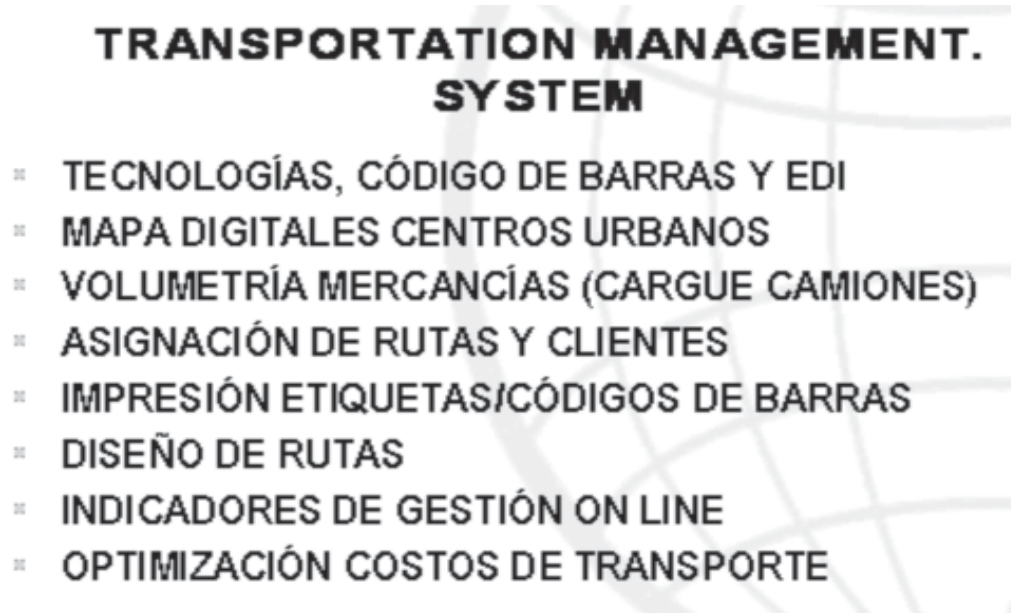 TRANSPORTATION MANAGEMENT.
SYSTEM
TECNOLOGÍAS, CÓDIGO DE BARRAS Y EDI
MAPA DIGITALES CENTROS URBANOS
VOLUMETRÍA MERCANCÍAS (CARGUE CAMIONES)
ASIGNACIÓN DE RUTAS Y CLIENTES
IMPRESIÓN ETIQUETAS/CÓDIGOS DE BARRAS
DISEÑO DE RUTAS
INDICADORES DE GESTIÓN ON LINE
OPTIMIZACIÓN COSTOS DE TRANSPORTE